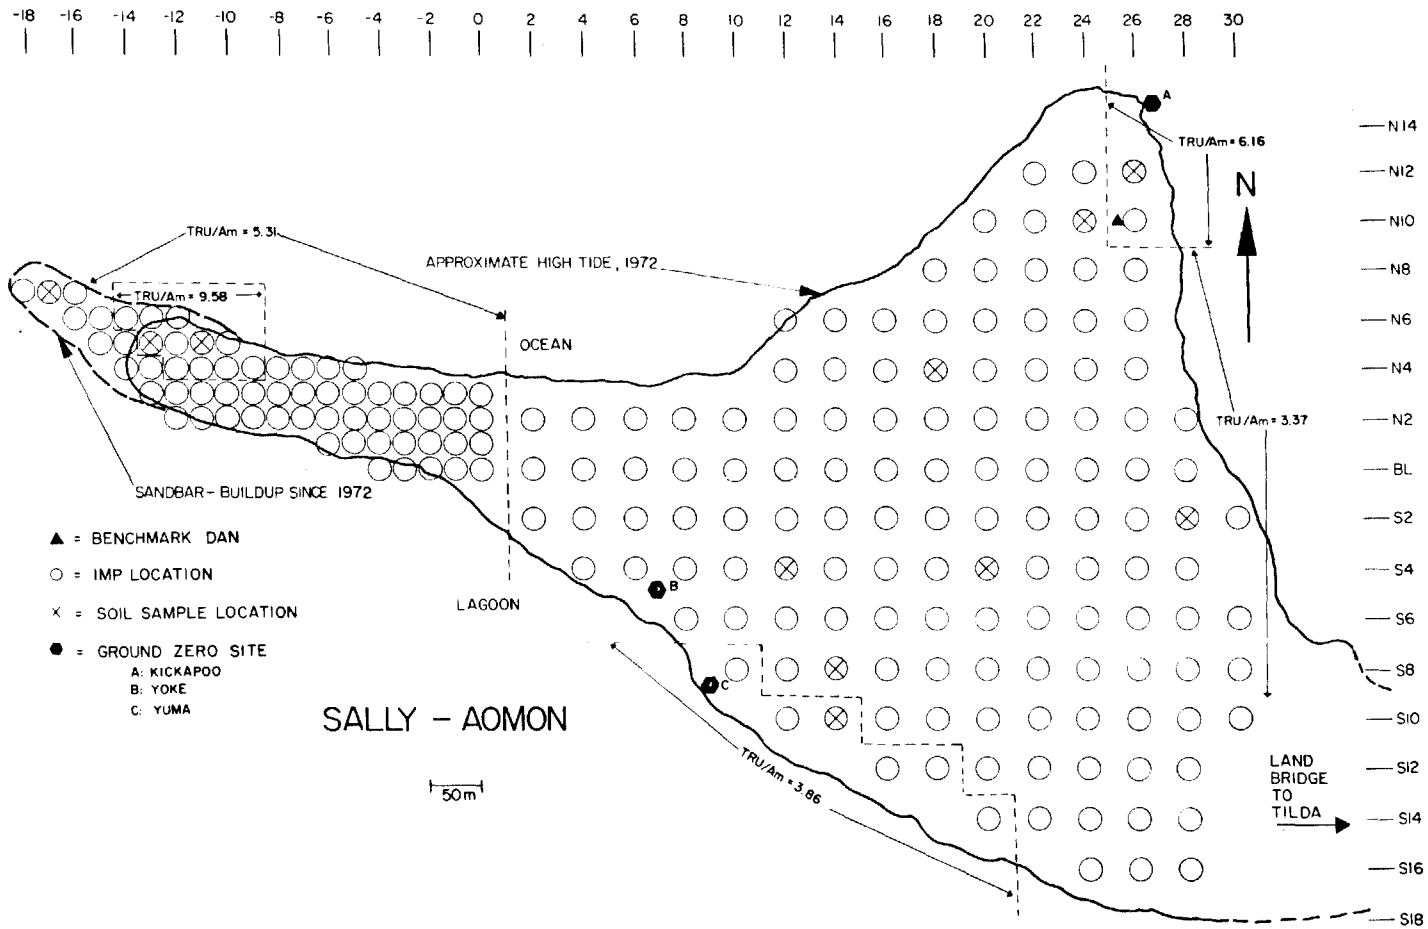 -18 -16 -14 -12 -10 -8 -6 -4 -2 0 2 4 6 8 10 12 14 16 18 20 22 24 26 28 30
A
N14
TRU/Am = 6.16
N12
N
N10
TRU/Am = 5.31
APPROXIMATE HIGH TIDE, 1972
N8
TRU/Am = 9.58
N6
OCEAN
N4
N2
TRU/Am = 3.37
BL
SANDBAR - BUILDUP SINCE 1972
S2
▲ = BENCHMARK DAN
○ = IMP LOCATION
S4
B
LAGOON
× = SOIL SAMPLE LOCATION
S6
⬢ = GROUND ZERO SITE
A: KICKAPOO
B: YOKE
C: YUMA
S8
C
SALLY - AOMON
S10
TRU/Am = 3.86
LAND
BRIDGE
TO
TILDA
S12
50m
S14
S16
S18